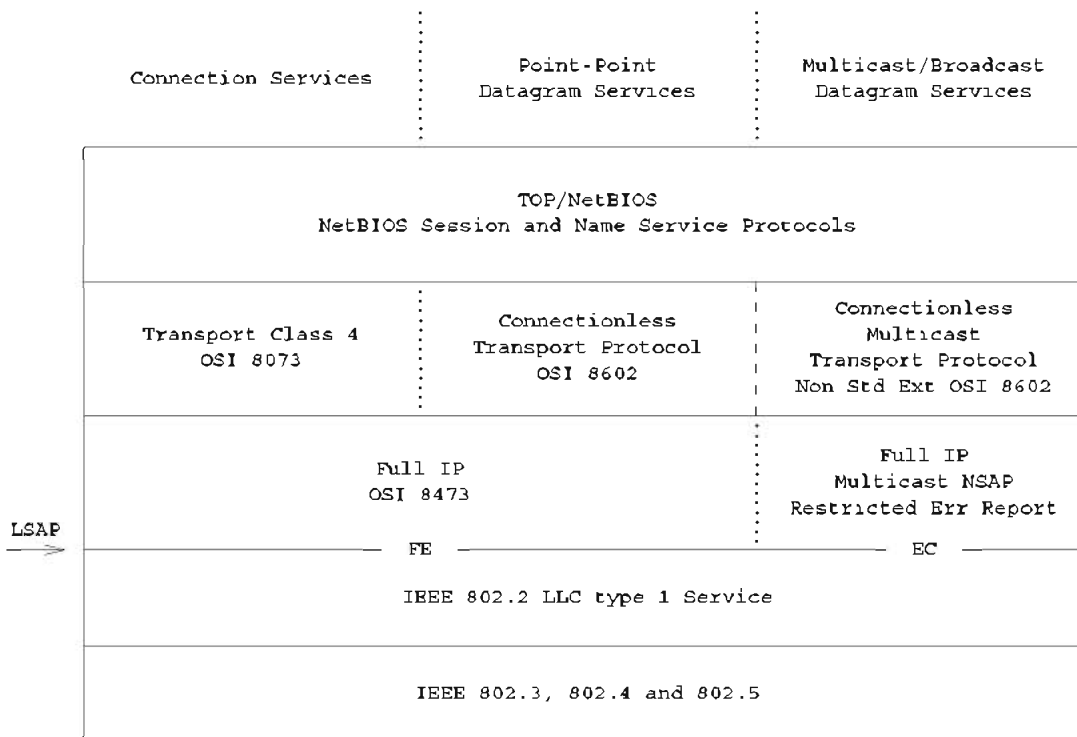 Connection Services
Point-Point
Datagram Services
Multicast/Broadcast
Datagram Services
TOP/NetBIOS
NetBIOS Session and Name Service Protocols
Transport Class 4
OSI 8073
Connectionless
Transport Protocol
OSI 8602
Connectionless
Multicast
Transport Protocol
Non Std Ext OSI 8602
Full IP
OSI 8473
Full IP
Multicast NSAP
Restricted Err Report
LSAP
FE
EC
IEEE 802.2 LLC type 1 Service
IEEE 802.3, 802.4 and 802.5